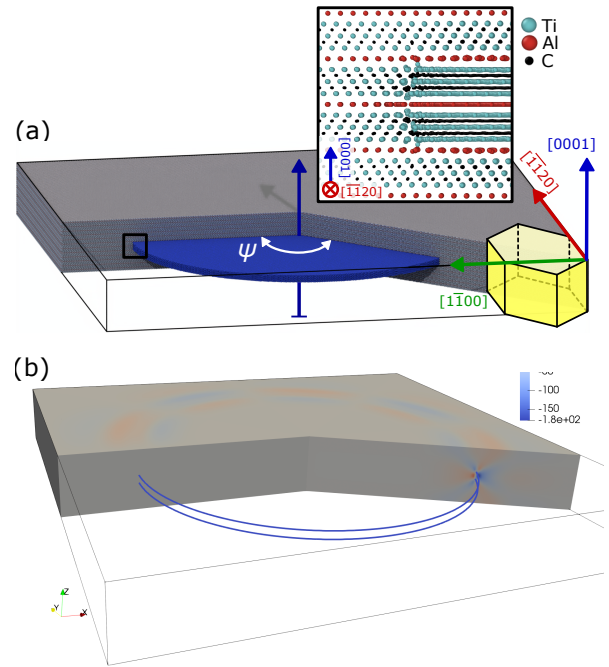 Ti
Al
C
(a)
[0001]
[1̅1̅20]
[0001]
[1̅1̅20]
ψ
[11̅00]
(b)
-100
-150
-1.8e+02
Z
Y
X